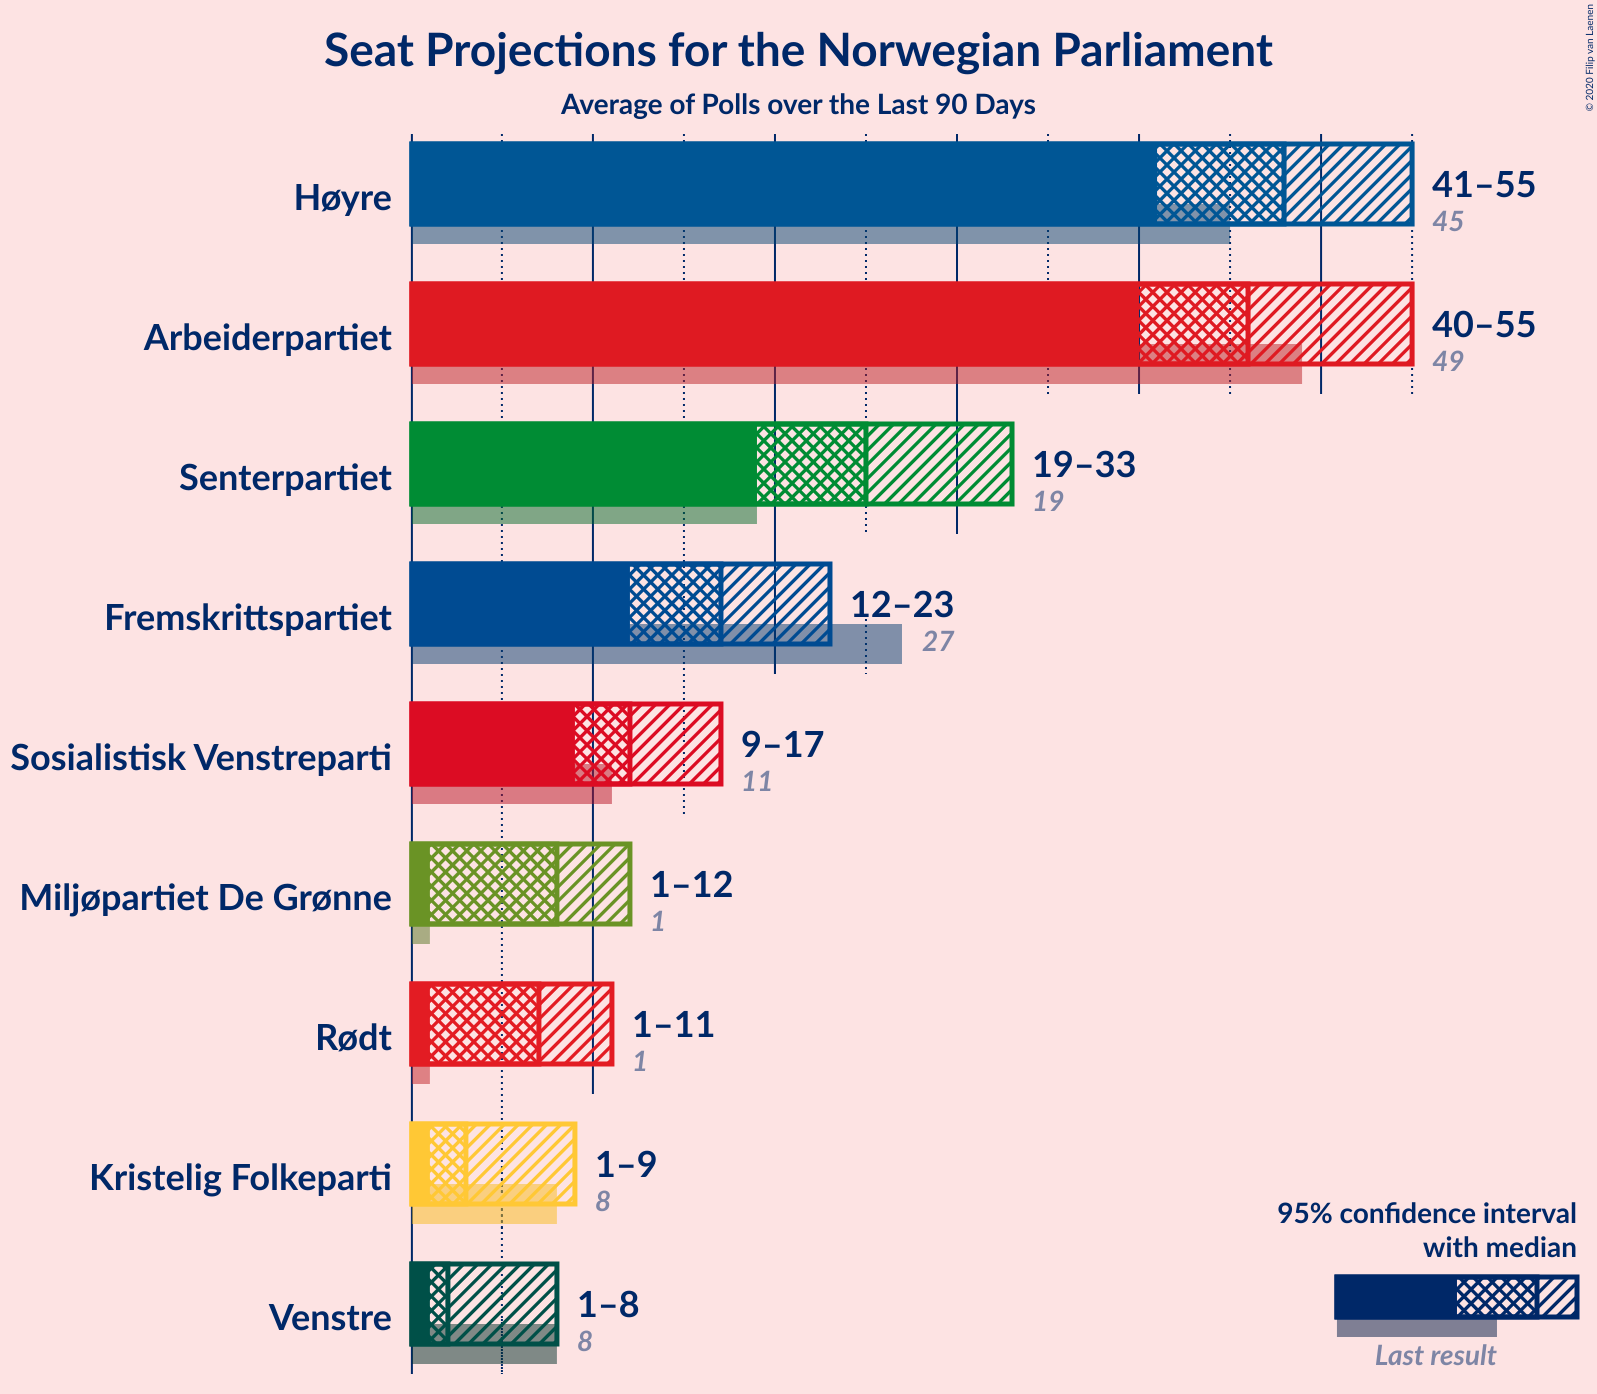 Seat Projections for the Norwegian Parliament
Average of Polls over the Last 90 Days
© 2020 Filip van Laenen
Høyre
41–55
45
Arbeiderpartiet
40–55
49
Senterpartiet
19–33
19
Fremskrittspartiet
12–23
27
Sosialistisk Venstreparti
9–17
11
Miljøpartiet De Grønne
1–12
1
Rødt
1–11
1
Kristelig Folkeparti
1–9
8
Venstre
1–8
8
95% confidence interval
with median
Last result